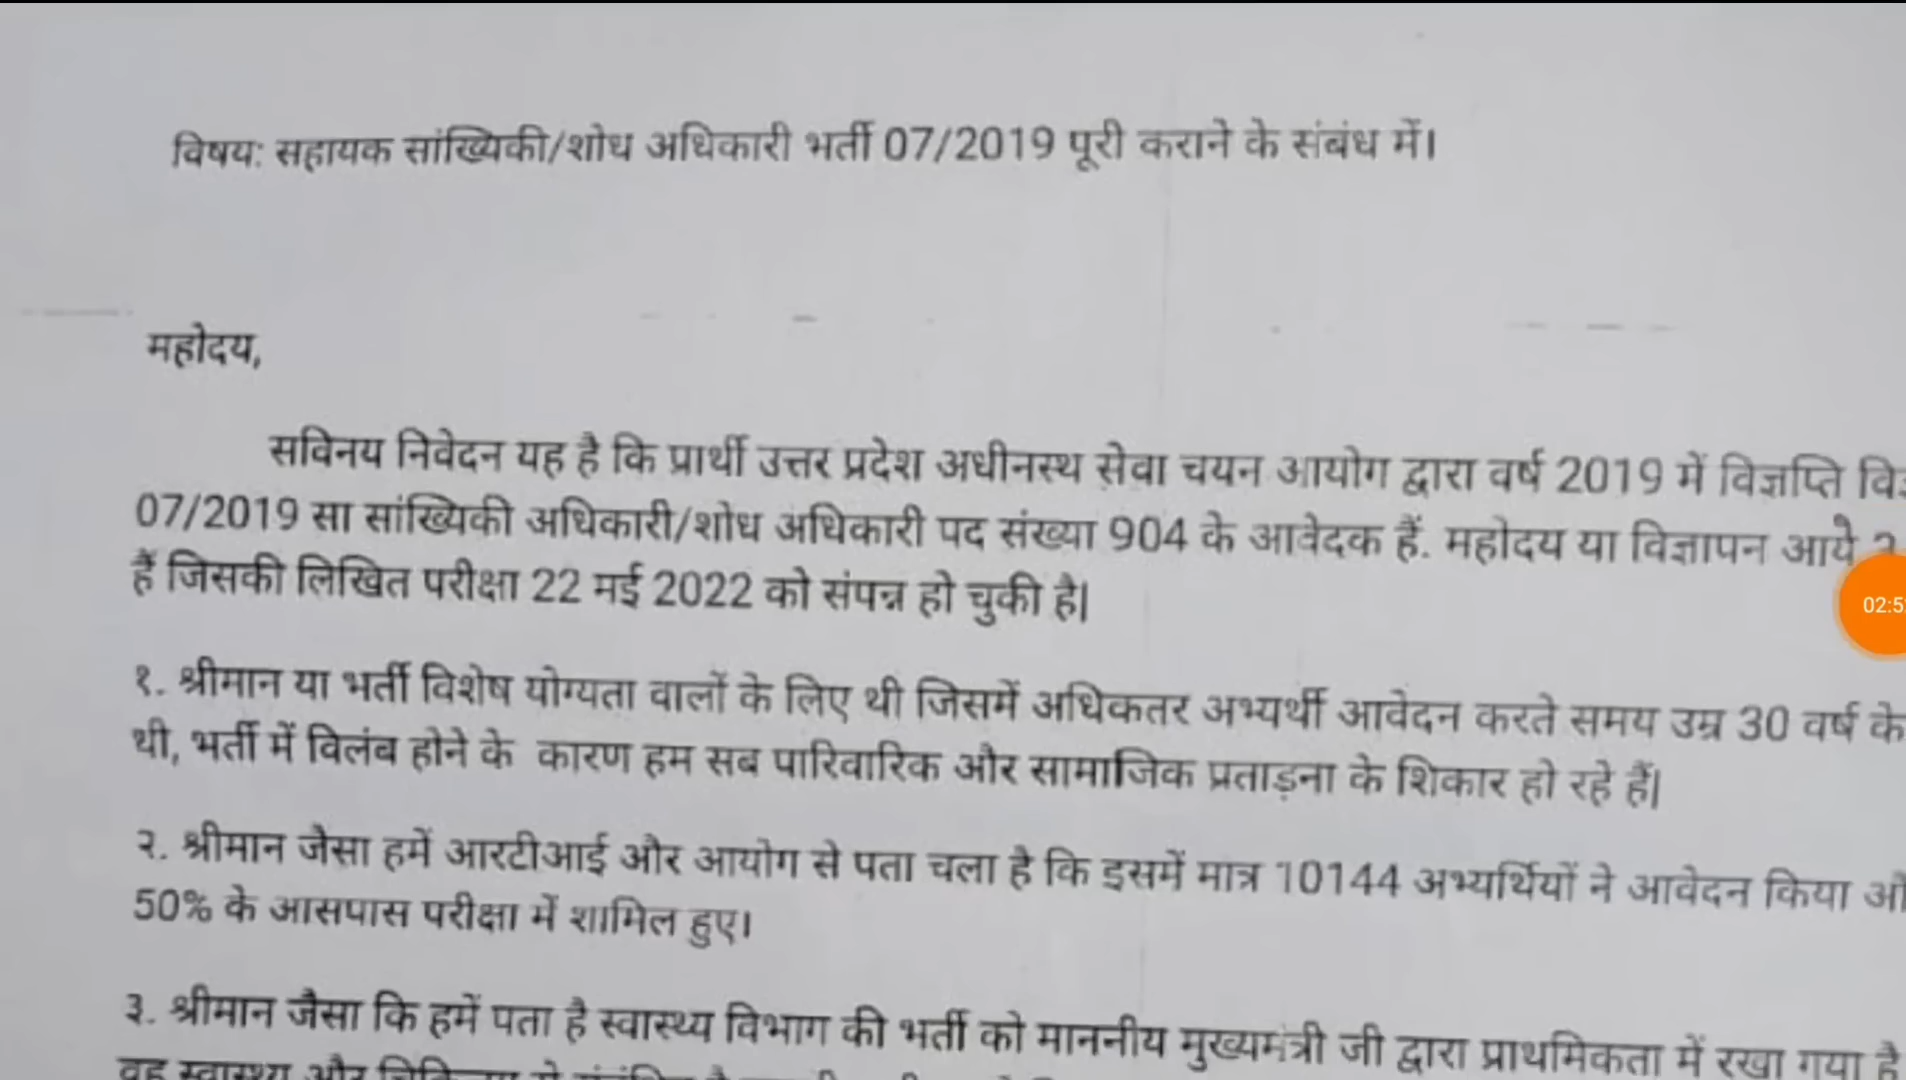 विषय: सहायक सांख्यिकी/शोध अधिकारी भर्ती 07/2019 पूरी कराने के संबंध में।
महोदय,
सविनय निवेदन यह है कि प्रार्थी उत्तर प्रदेश अधीनस्थ सेवा चयन आयोग द्वारा वर्ष 2019 में विज्ञप्ति
07/2019 सा सांख्यिकी अधिकारी/शोध अधिकारी पद संख्या 904 के आवेदक हैं. महोदय या विज्ञापन आये
हैं जिसकी लिखित परीक्षा 22 मई 2022 को संपन्न हो चुकी है|
02:5
१. श्रीमान या भर्ती विशेष योग्यता वालों के लिए थी जिसमें अधिकतर अभ्यर्थी आवेदन करते समय उम्र 30 वर्ष के
थी, भर्ती में विलंब होने के कारण हम सब पारिवारिक और सामाजिक प्रताड़ना के शिकार हो रहे हैं|
२. श्रीमान जैसा हमें आरटीआई और आयोग से पता चला है कि इसमें मात्र 10144 अभ्यर्थियों ने आवेदन किया
50% के आसपास परीक्षा में शामिल हुए।
३. श्रीमान जैसा कि हमें पता है स्वास्थ्य विभाग की भर्ती को माननीय मुख्यमंत्री जी द्वारा प्राथमिकता में रखा गया है
वह स्वास्थ्य और